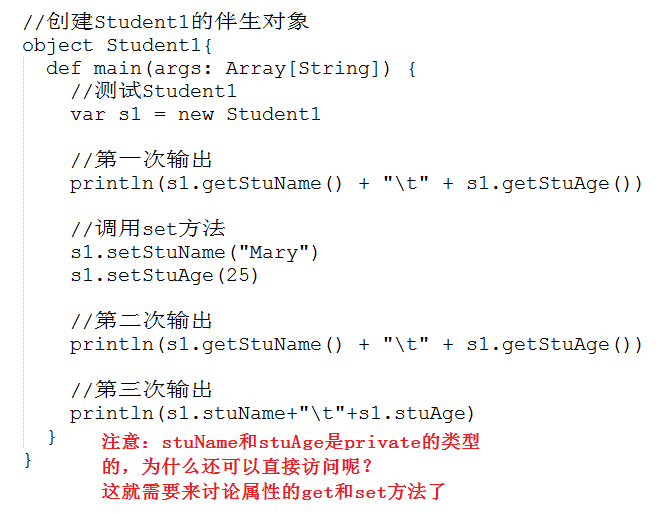 //创建Student1的伴生对象
object Student1{
  def main(args: Array[String]) {
    //测试Student1
    var s1 = new Student1
    //第一次输出
    println(s1.getStuName() + "\t" + s1.getStuAge())
    //调用set方法
    s1.setStuName("Mary")
    s1.setStuAge(25)
    //第二次输出
    println(s1.getStuName() + "\t" + s1.getStuAge())
    //第三次输出
    println(s1.stuName+"\t"+s1.stuAge)
  }
}
注意：stuName和stuAge是private的类型
的，为什么还可以直接访问呢？
这就需要来讨论属性的get和set方法了